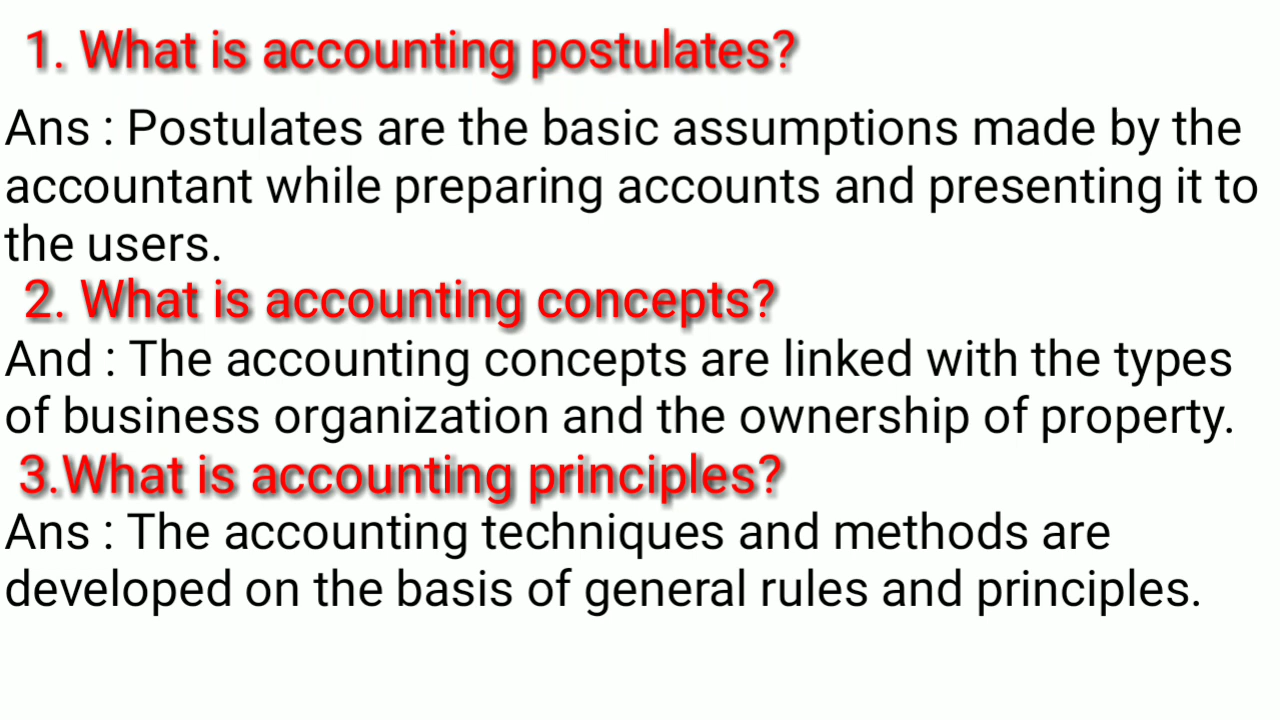 1. What is accounting postulates?
Ans : Postulates are the basic assumptions made by the
accountant while preparing accounts and presenting it to
the users.
2. What is accounting concepts?
And : The accounting concepts are linked with the types
of business organization and the ownership of property.
3.What is accounting principles?
Ans : The accounting techniques and methods are
developed on the basis of general rules and principles.